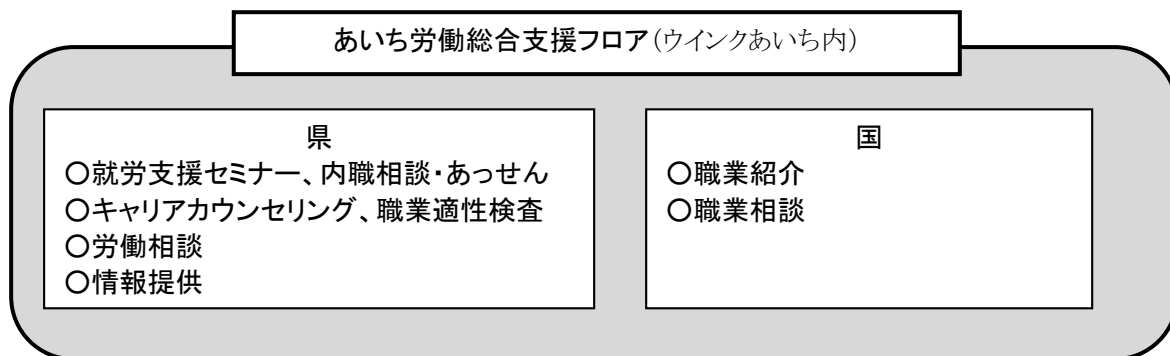 あいち労働総合支援フロア(ウインクあいち内)
県
○就労支援セミナー、内職相談・あっせん
○キャリアカウンセリング、職業適性検査
○労働相談
○情報提供
国
○職業紹介
○職業相談